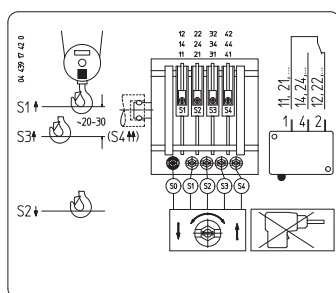 04 439 17 42 0
12 22 32 42
14 24 34 44
11 21 31 41
S1
S3
~20-30
(S4)
S2
S1 S2 S3 S4
S0 S1 S2 S3 S4
11, 21, ...
14, 24, ...
12, 22, ...
1 4 2